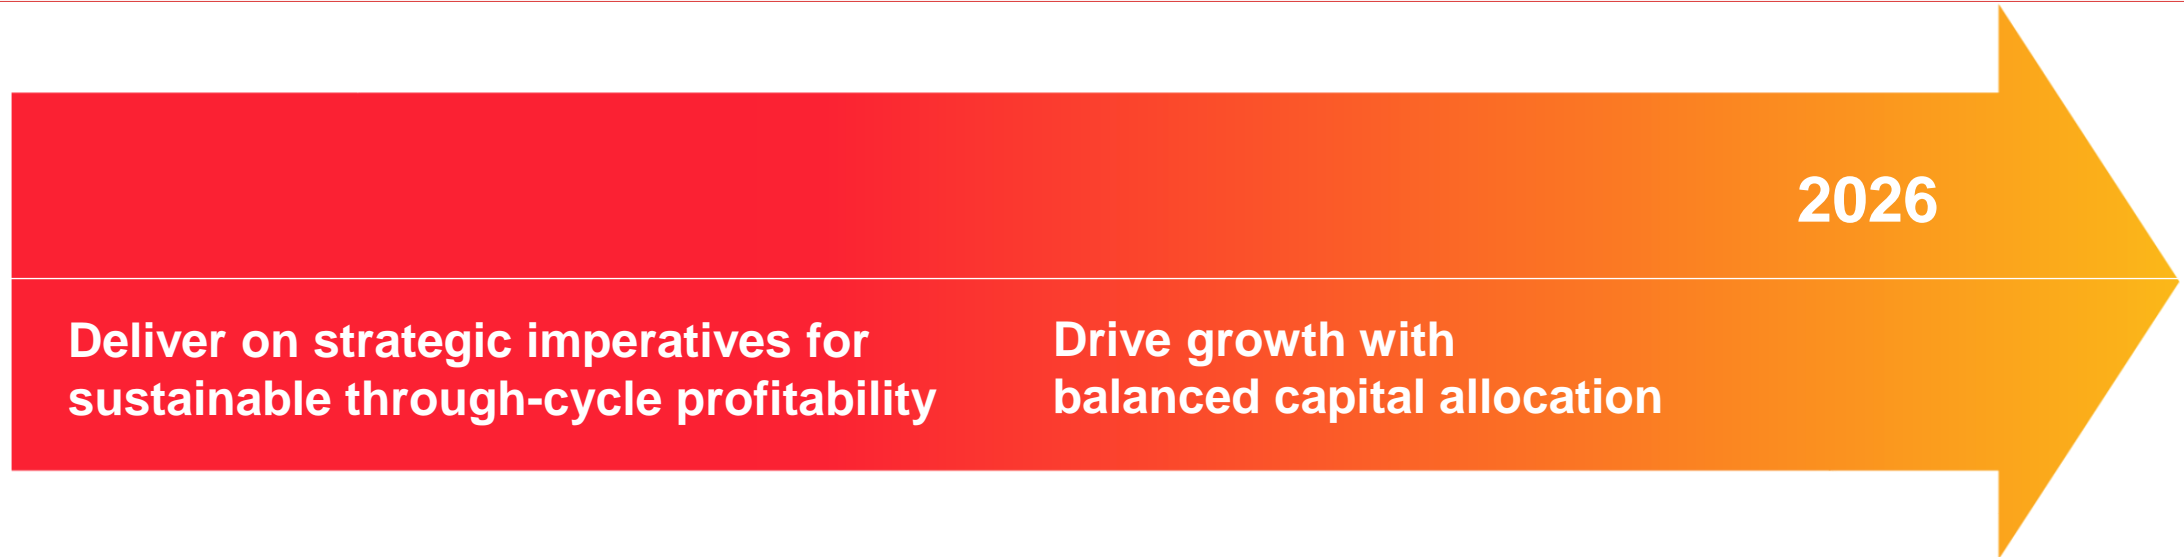 2026
Deliver on strategic imperatives for
sustainable through-cycle profitability
Drive growth with
balanced capital allocation